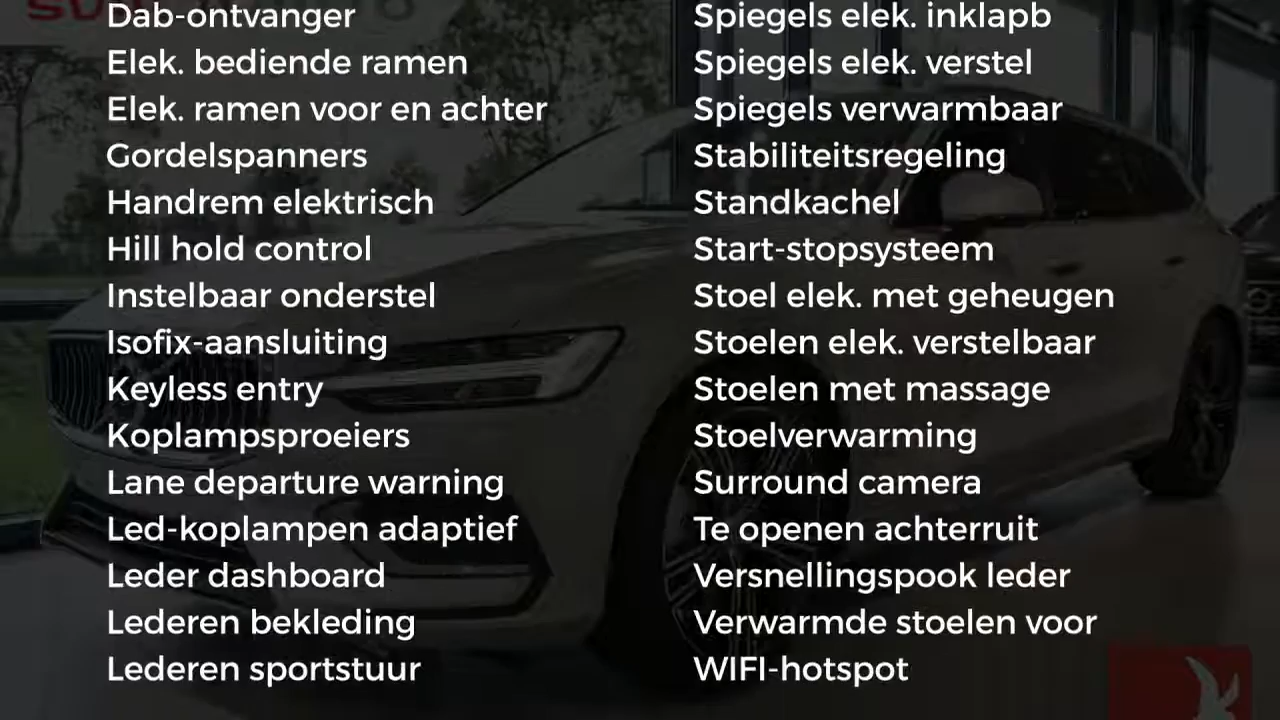 Dab-ontvanger
Elek. bediende ramen
Elek. ramen voor en achter
Gordelspanners
Handrem elektrisch
Hill hold control
Instelbaar onderstel
Isofix-aansluiting
Keyless entry
Koplampsproeiers
Lane departure warning
Led-koplampen adaptief
Leder dashboard
Lederen bekleding
Lederen sportstuur
Spiegels elek. inklapb
Spiegels elek. verstel
Spiegels verwarmbaar
Stabiliteitsregeling
Standkachel
Start-stopsysteem
Stoel elek. met geheugen
Stoelen elek. verstelbaar
Stoelen met massage
Stoelverwarming
Surround camera
Te openen achterruit
Versnellingspook leder
Verwarmde stoelen voor
WIFI-hotspot